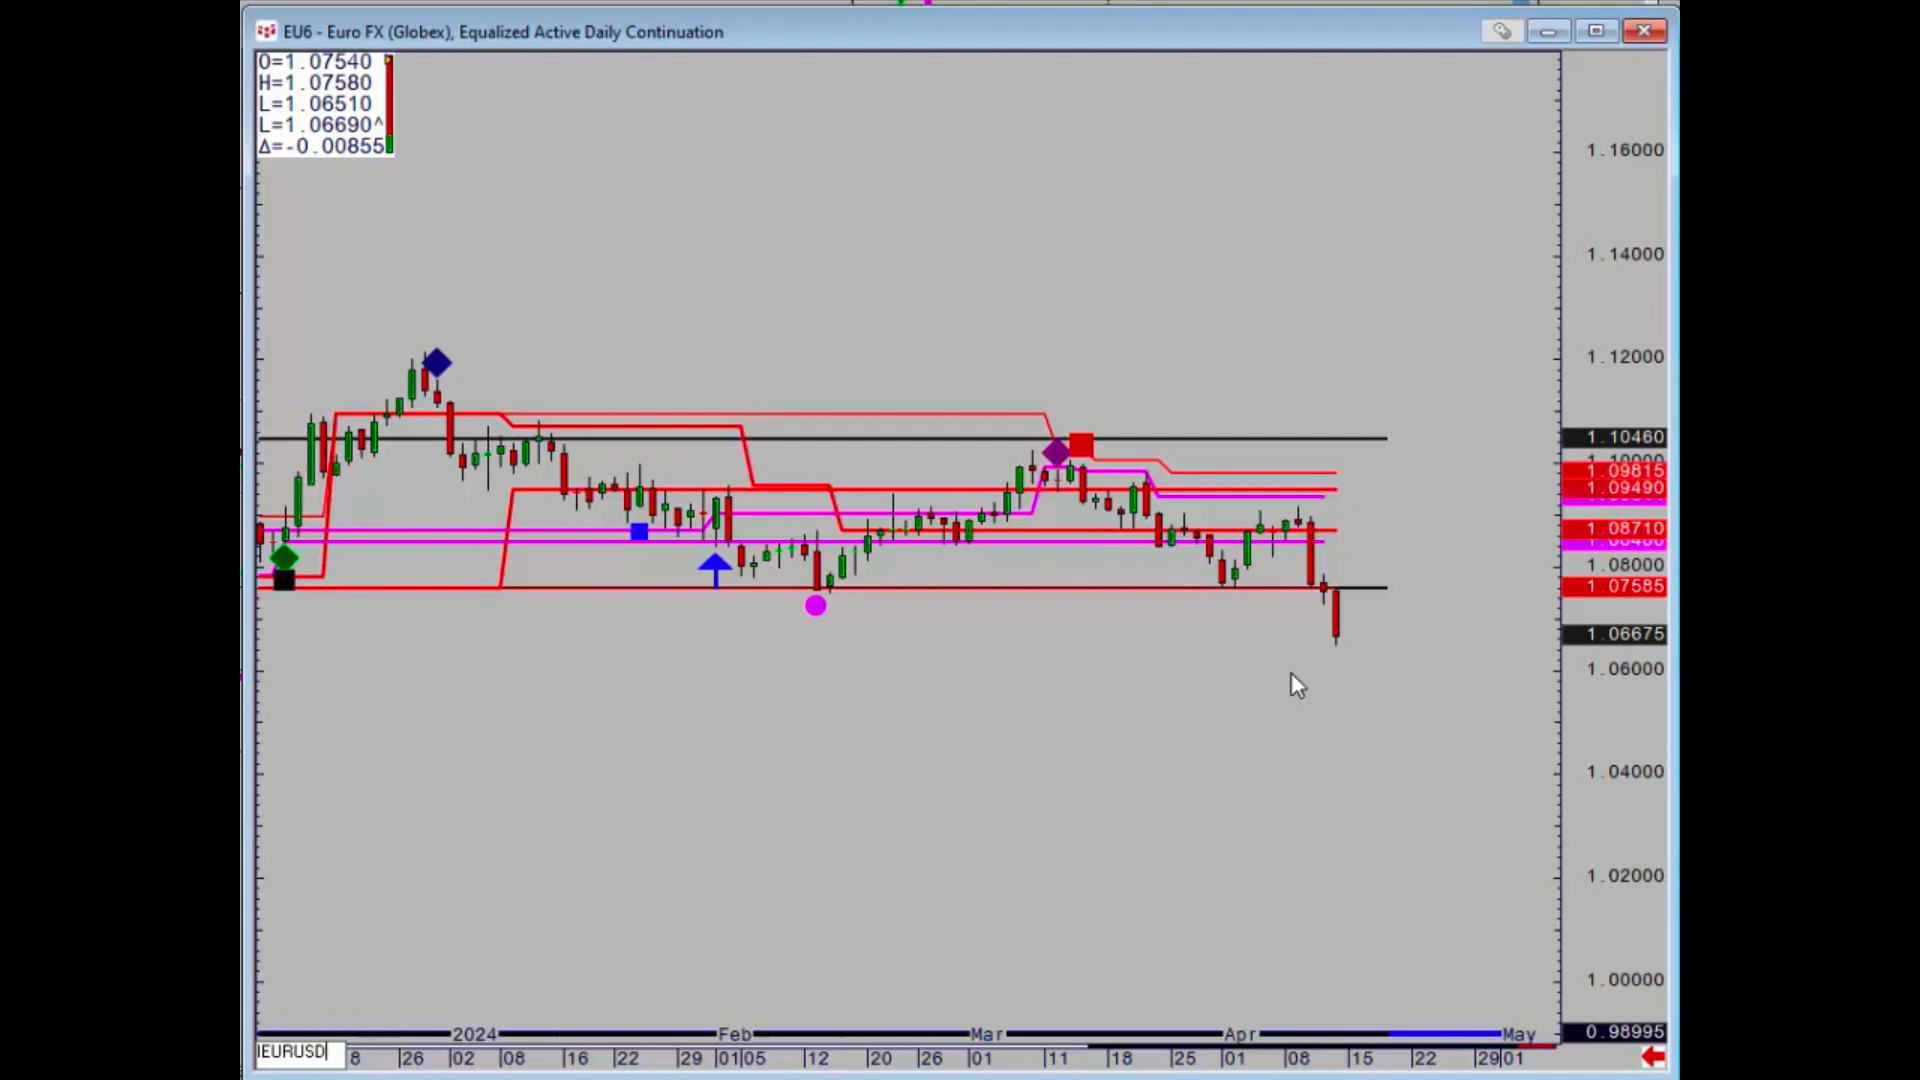 EU6 - Euro FX (Globex), Equalized Active Daily Continuation
O=1.07540
H=1.07580
L=1.06510
L=1.06690^
Δ=-0.00855
1.16000
1.14000
1.12000
1.10460
1.09815
1.09490
1.08710
1.08000
1.07585
1.06675
1.06000
1.04000
1.02000
1.00000
0.98995
2024 Feb Mar Apr May
IEURUSD 8 26 02 08 16 22 29 01 05 12 20 26 01 11 18 25 01 08 15 22 29 01